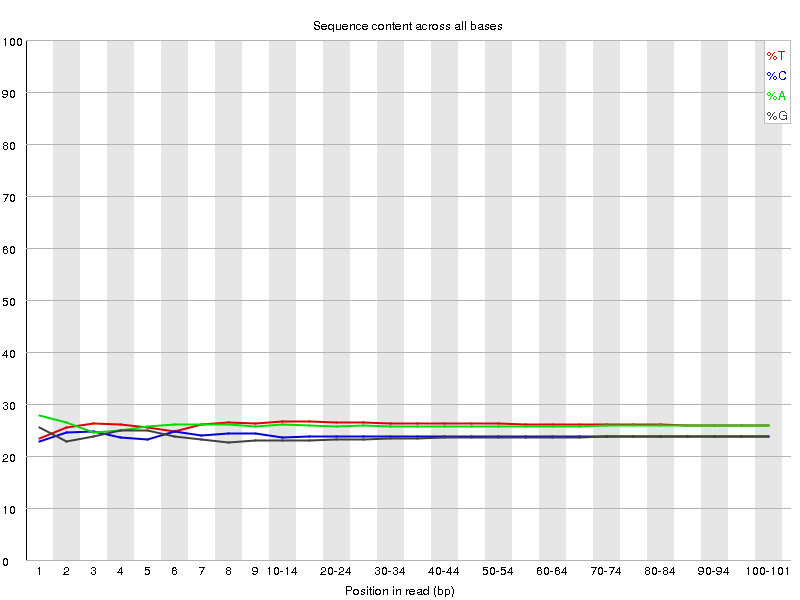 Sequence content across all bases
100
90
80
70
60
50
40
30
20
10
0
%T
%C
%A
%G
1 2 3 4 5 6 7 8 9 10-14 20-24 30-34 40-44 50-54 60-64 70-74 80-84 90-94 100-101
Position in read (bp)